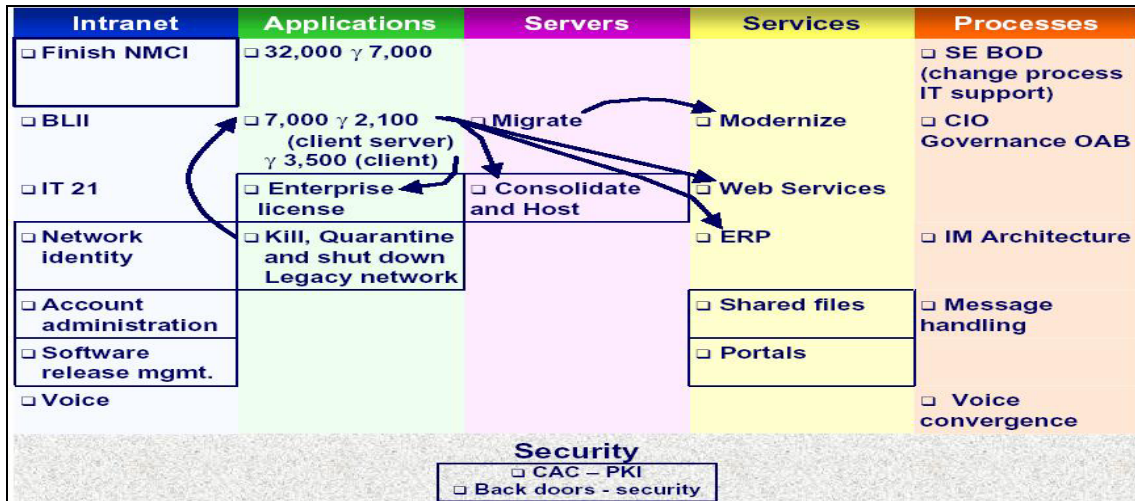 Intranet
Applications
Servers
Services
Processes
❑ Finish NMCI
❑ 32,000 γ 7,000
❑ SE BOD
(change process
IT support)
❑ BLII
❑ 7,000 γ 2,100
(client server)
γ 3,500 (client)
❑ Migrate
❑ Modernize
❑ CIO
Governance OAB
❑ IT 21
❑ Enterprise
license
❑ Consolidate
and Host
❑ Web Services
❑ Network
identity
❑ Kill, Quarantine
and shut down
Legacy network
❑ ERP
❑ IM Architecture
❑ Account
administration
❑ Shared files
❑ Message
handling
❑ Software
release mgmt.
❑ Portals
❑ Voice
❑ Voice
convergence
Security
❑ CAC – PKI
❑ Back doors - security